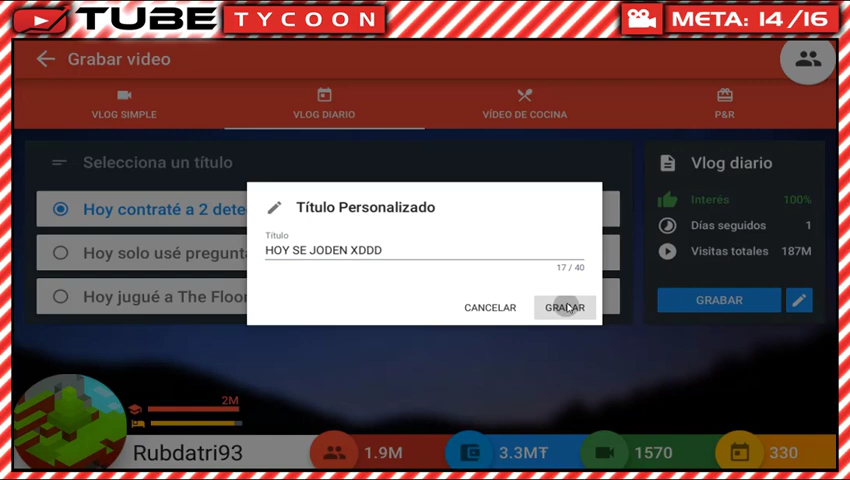 TUBE TYCOON
META: 14/16
Grabar video
VLOG SIMPLE
VLOG DIARIO
VÍDEO DE COCINA
P&R
Selecciona un título
Hoy contraté a 2 dete
Hoy solo usé pregunt
Hoy jugué a The Floor
Vlog diario
Interés 100%
Días seguidos 1
Visitas totales 187M
GRABAR
Título Personalizado
Título
HOY SE JODEN XDDD
17 / 40
CANCELAR
GRABAR
2M
Rubdatri93
1.9M
3.3MŦ
1570
330